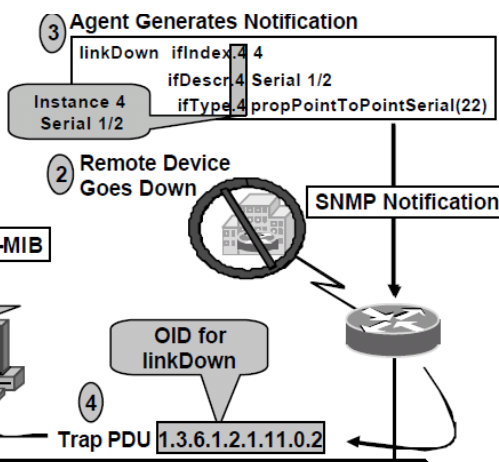 3 Agent Generates Notification
linkDown ifIndex.4 4
ifDescr.4 Serial 1/2
ifType.4 propPointToPointSerial(22)
Instance 4
Serial 1/2
2 Remote Device
Goes Down
SNMP Notification
-MIB
OID for
linkDown
4
Trap PDU 1.3.6.1.2.1.11.0.2